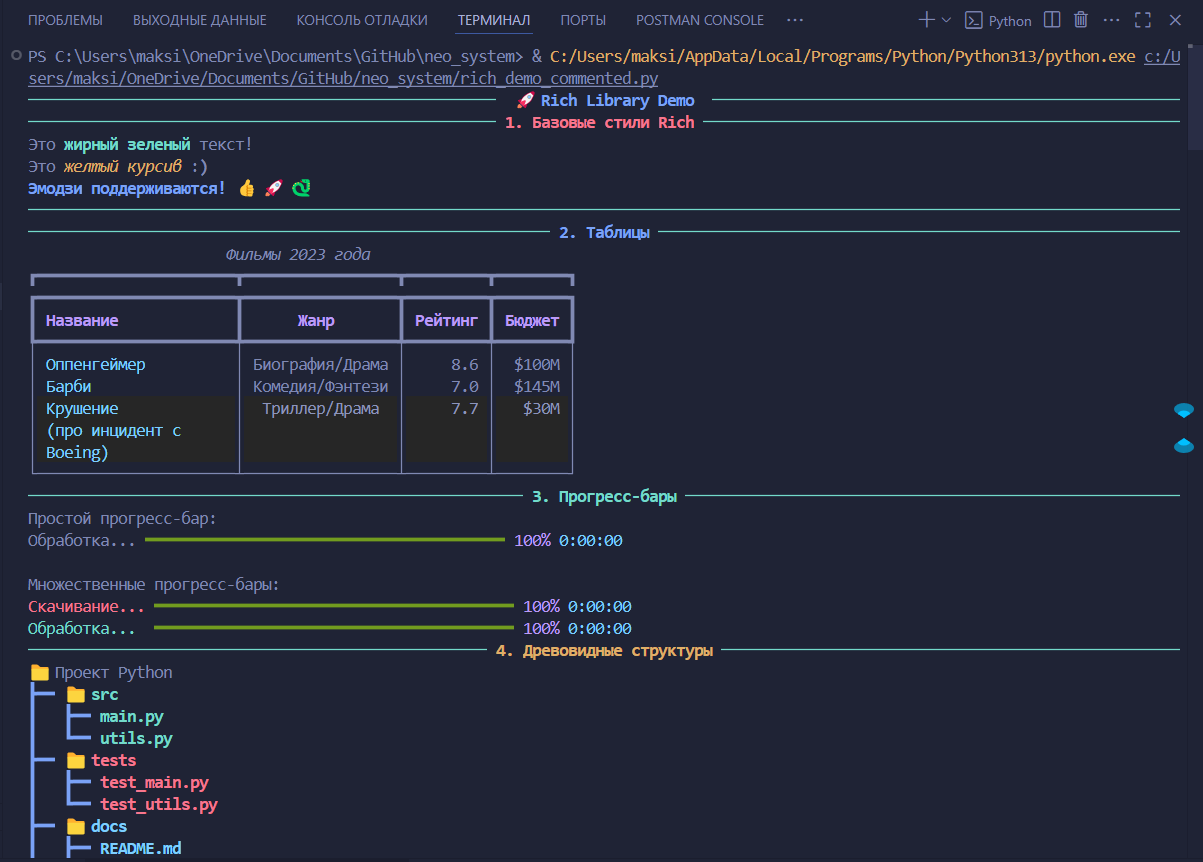 ПРОБЛЕМЫ ВЫХОДНЫЕ ДАННЫЕ КОНСОЛЬ ОТЛАДКИ ТЕРМИНАЛ ПОРТЫ POSTMAN CONSOLE ··· Python
PS C:\Users\maksi\OneDrive\Documents\GitHub\neo_system> & C:/Users/maksi/AppData/Local/Programs/Python/Python313/python.exe c:/U
sers/maksi/OneDrive/Documents/GitHub/neo_system/rich_demo_commented.py
🚀 Rich Library Demo
1. Базовые стили Rich
Это жирный зеленый текст!
Это желтый курсив :)
Эмодзи поддерживаются! 👍 🚀 🐉
2. Таблицы
Фильмы 2023 года
Название Жанр Рейтинг Бюджет
Оппенгеймер Биография/Драма 8.6 $100M
Барби Комедия/Фэнтези 7.0 $145M
Крушение Триллер/Драма 7.7 $30M
(про инцидент с
Boeing)
3. Прогресс-бары
Простой прогресс-бар:
Обработка... 100% 0:00:00
Множественные прогресс-бары:
Скачивание... 100% 0:00:00
Обработка... 100% 0:00:00
4. Древовидные структуры
📁 Проект Python
📁 src
main.py
utils.py
📁 tests
test_main.py
test_utils.py
📁 docs
README.md